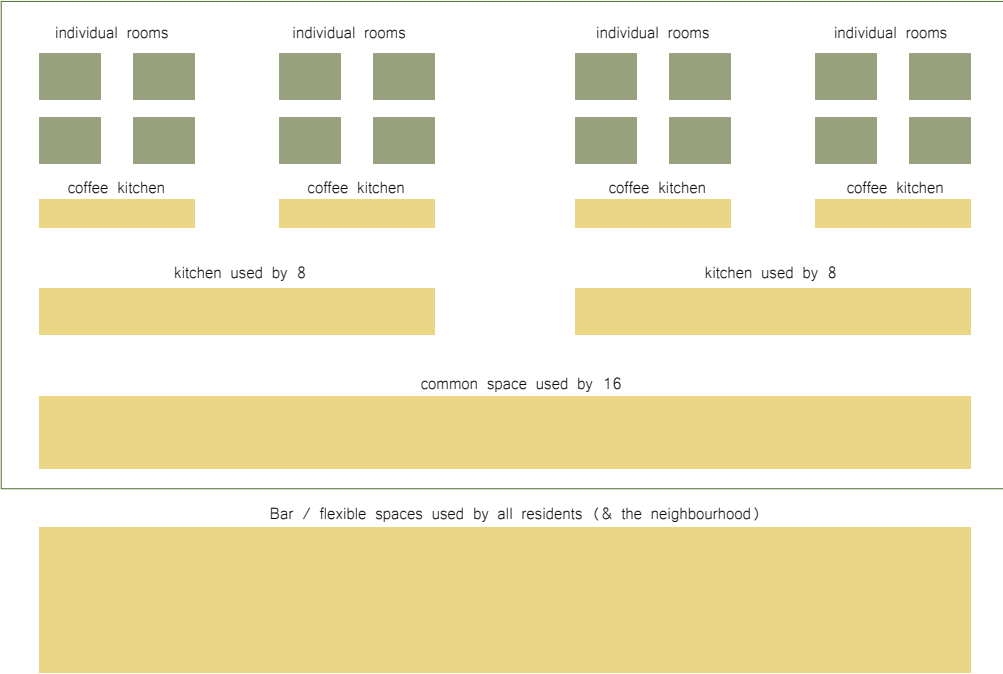 individual rooms
individual rooms
individual rooms
individual rooms
coffee kitchen
coffee kitchen
coffee kitchen
coffee kitchen
kitchen used by 8
kitchen used by 8
common space used by 16
Bar / flexible spaces used by all residents (& the neighbourhood)